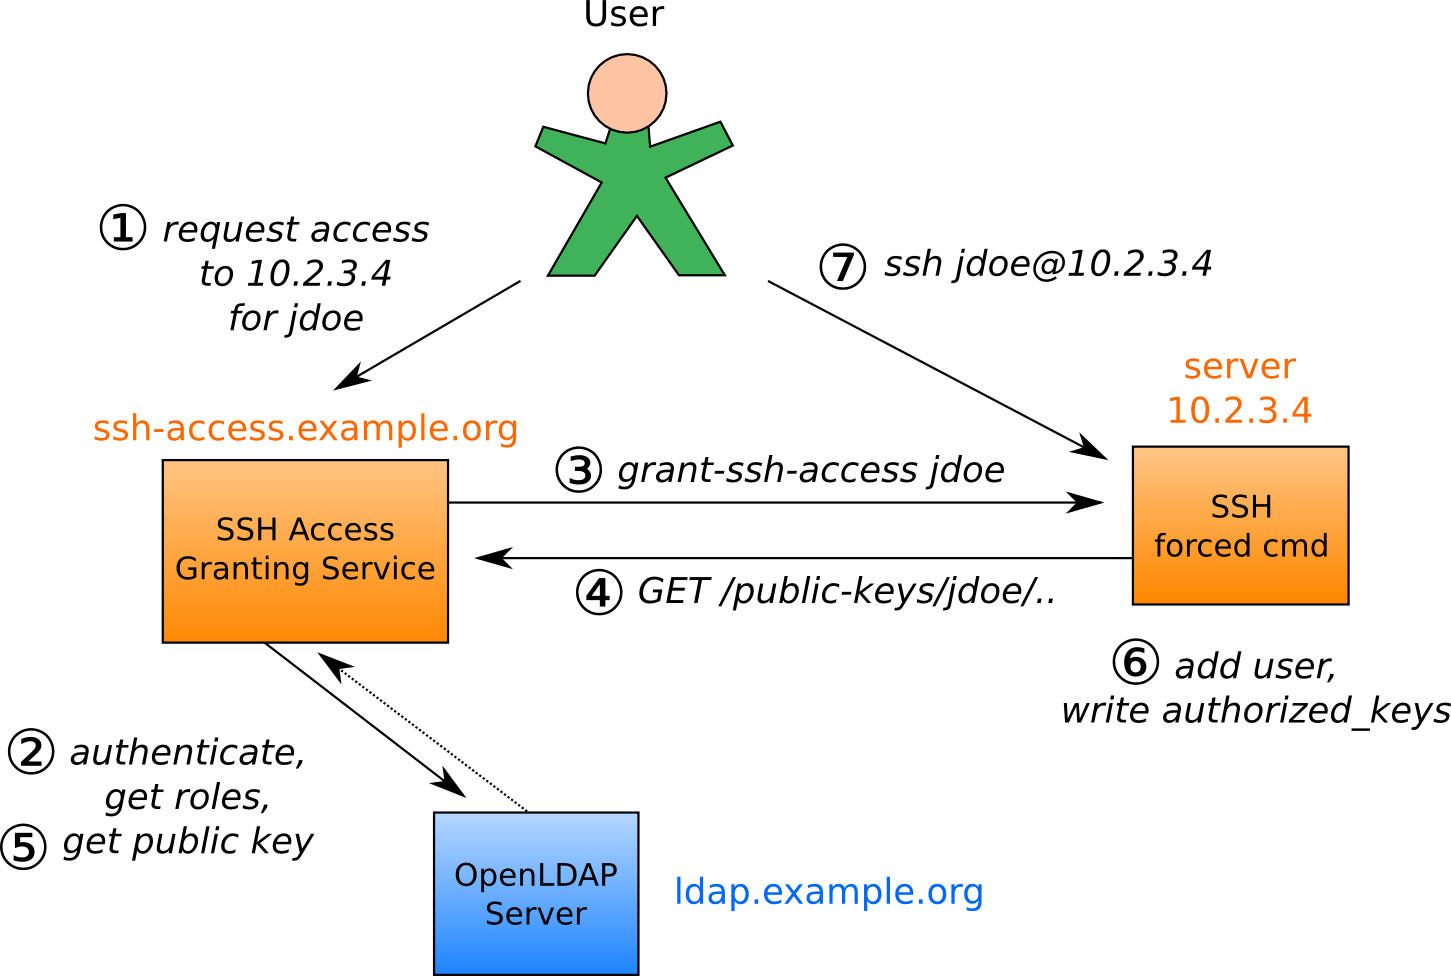 User
① request access
to 10.2.3.4
for jdoe
⑦ ssh jdoe@10.2.3.4
server
10.2.3.4
ssh-access.example.org
③ grant-ssh-access jdoe
SSH Access
Granting Service
SSH
forced cmd
④ GET /public-keys/jdoe/..
⑥ add user,
write authorized_keys
② authenticate,
get roles,
⑤ get public key
OpenLDAP
Server
ldap.example.org